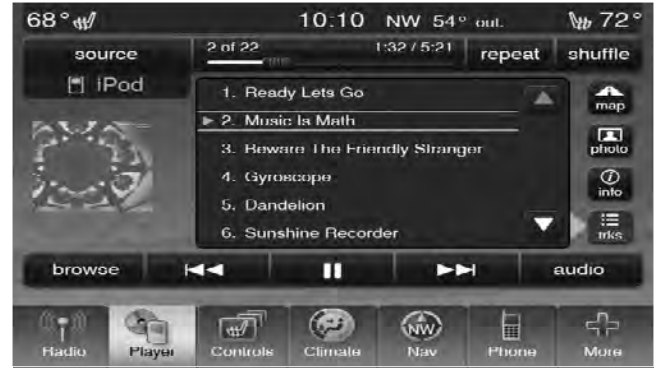 68° 10:10 NW 54° out. 72°
source 2 of 22 1:32 / 5:21 repeat shuffle
iPod
1. Ready Lets Go
map
2. Music Is Math
3. Beware The Friendly Stranger
photo
4. Gyroscope
info
5. Dandelion
6. Sunshine Recorder
trks
browse audio
NW
Radio Player Controls Climate Nav Phone More